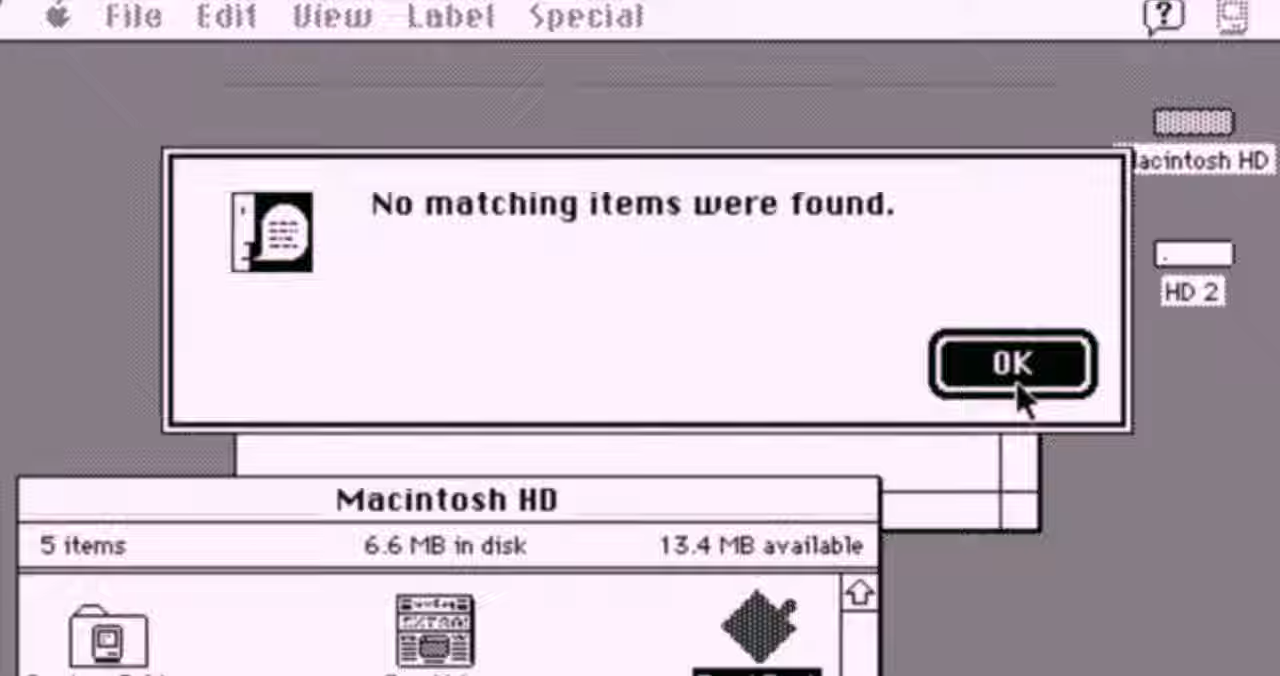 File Edit View Label Special
?
No matching items were found.
acintosh HD
HD 2
OK
Macintosh HD
5 items 6.6 MB in disk 13.4 MB available
EXTRA!